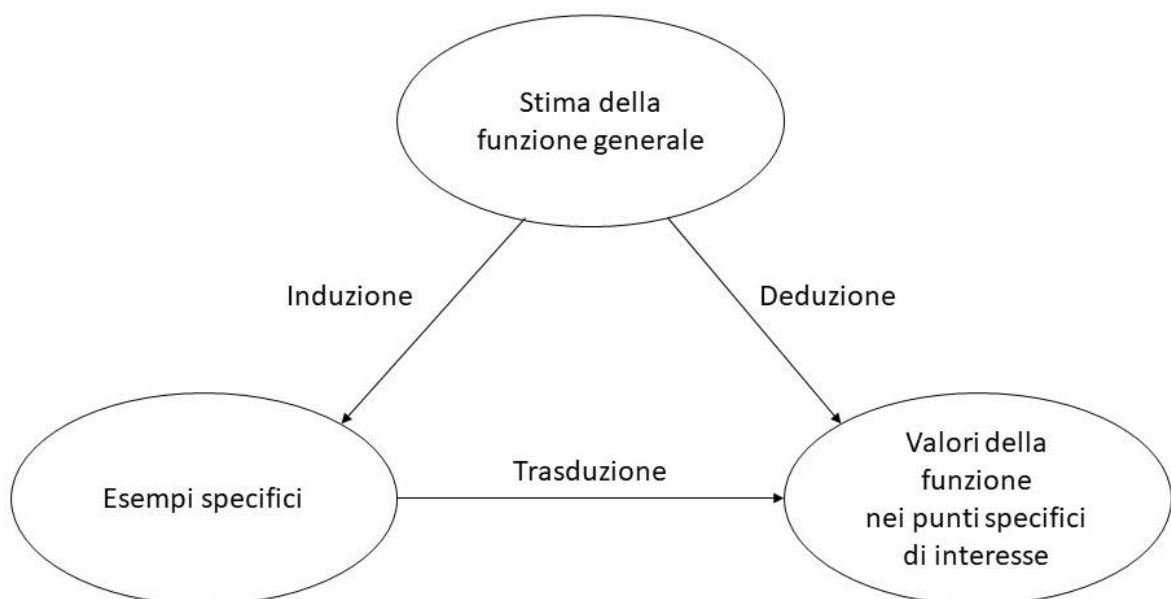 Stima della
funzione generale
Induzione
Deduzione
Esempi specifici
Trasduzione
Valori della
funzione
nei punti specifici
di interesse